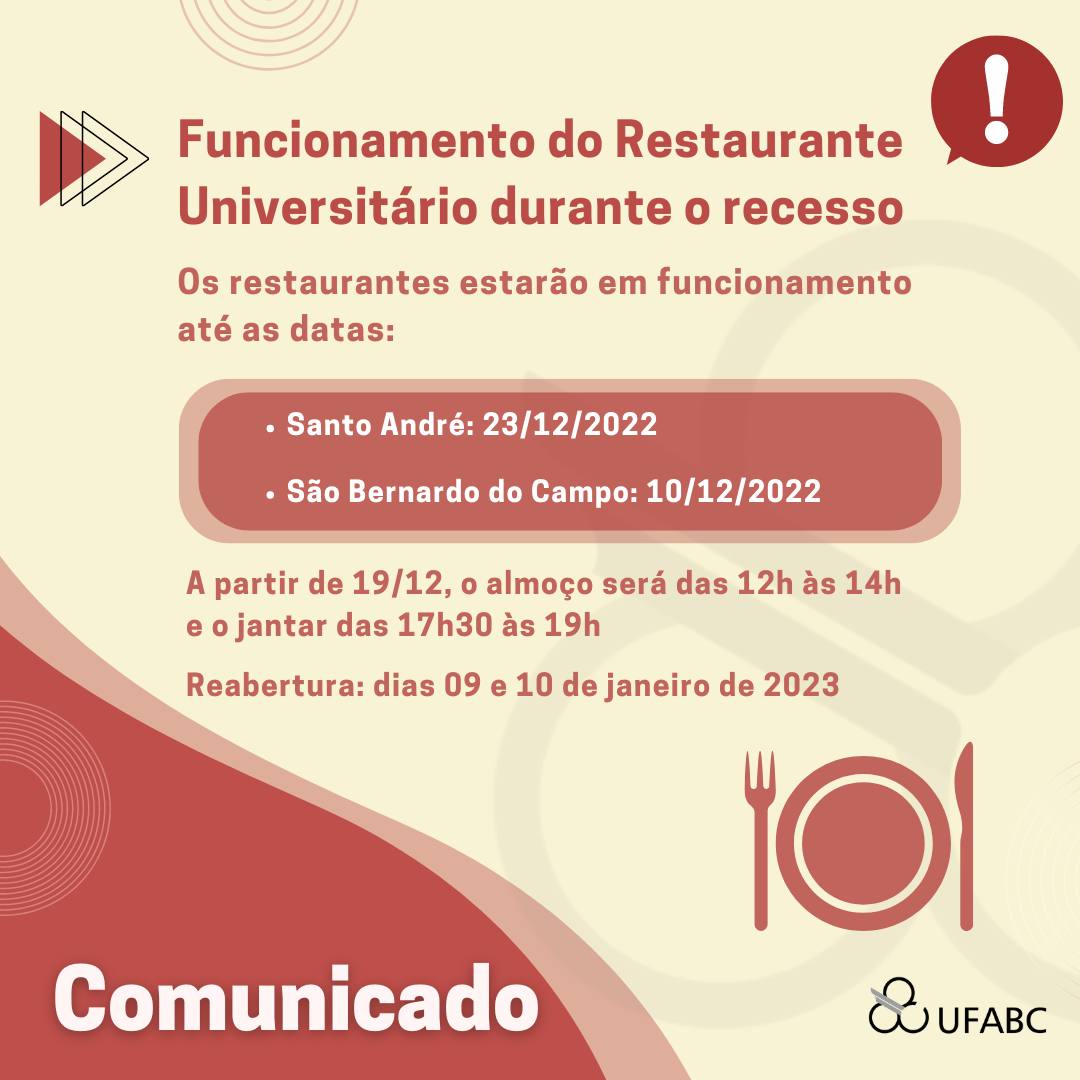 !
Funcionamento do Restaurante
Universitário durante o recesso
Os restaurantes estarão em funcionamento
até as datas:
• Santo André: 23/12/2022
• São Bernardo do Campo: 10/12/2022
A partir de 19/12, o almoço será das 12h às 14h
e o jantar das 17h30 às 19h
Reabertura: dias 09 e 10 de janeiro de 2023
Comunicado
UFABC